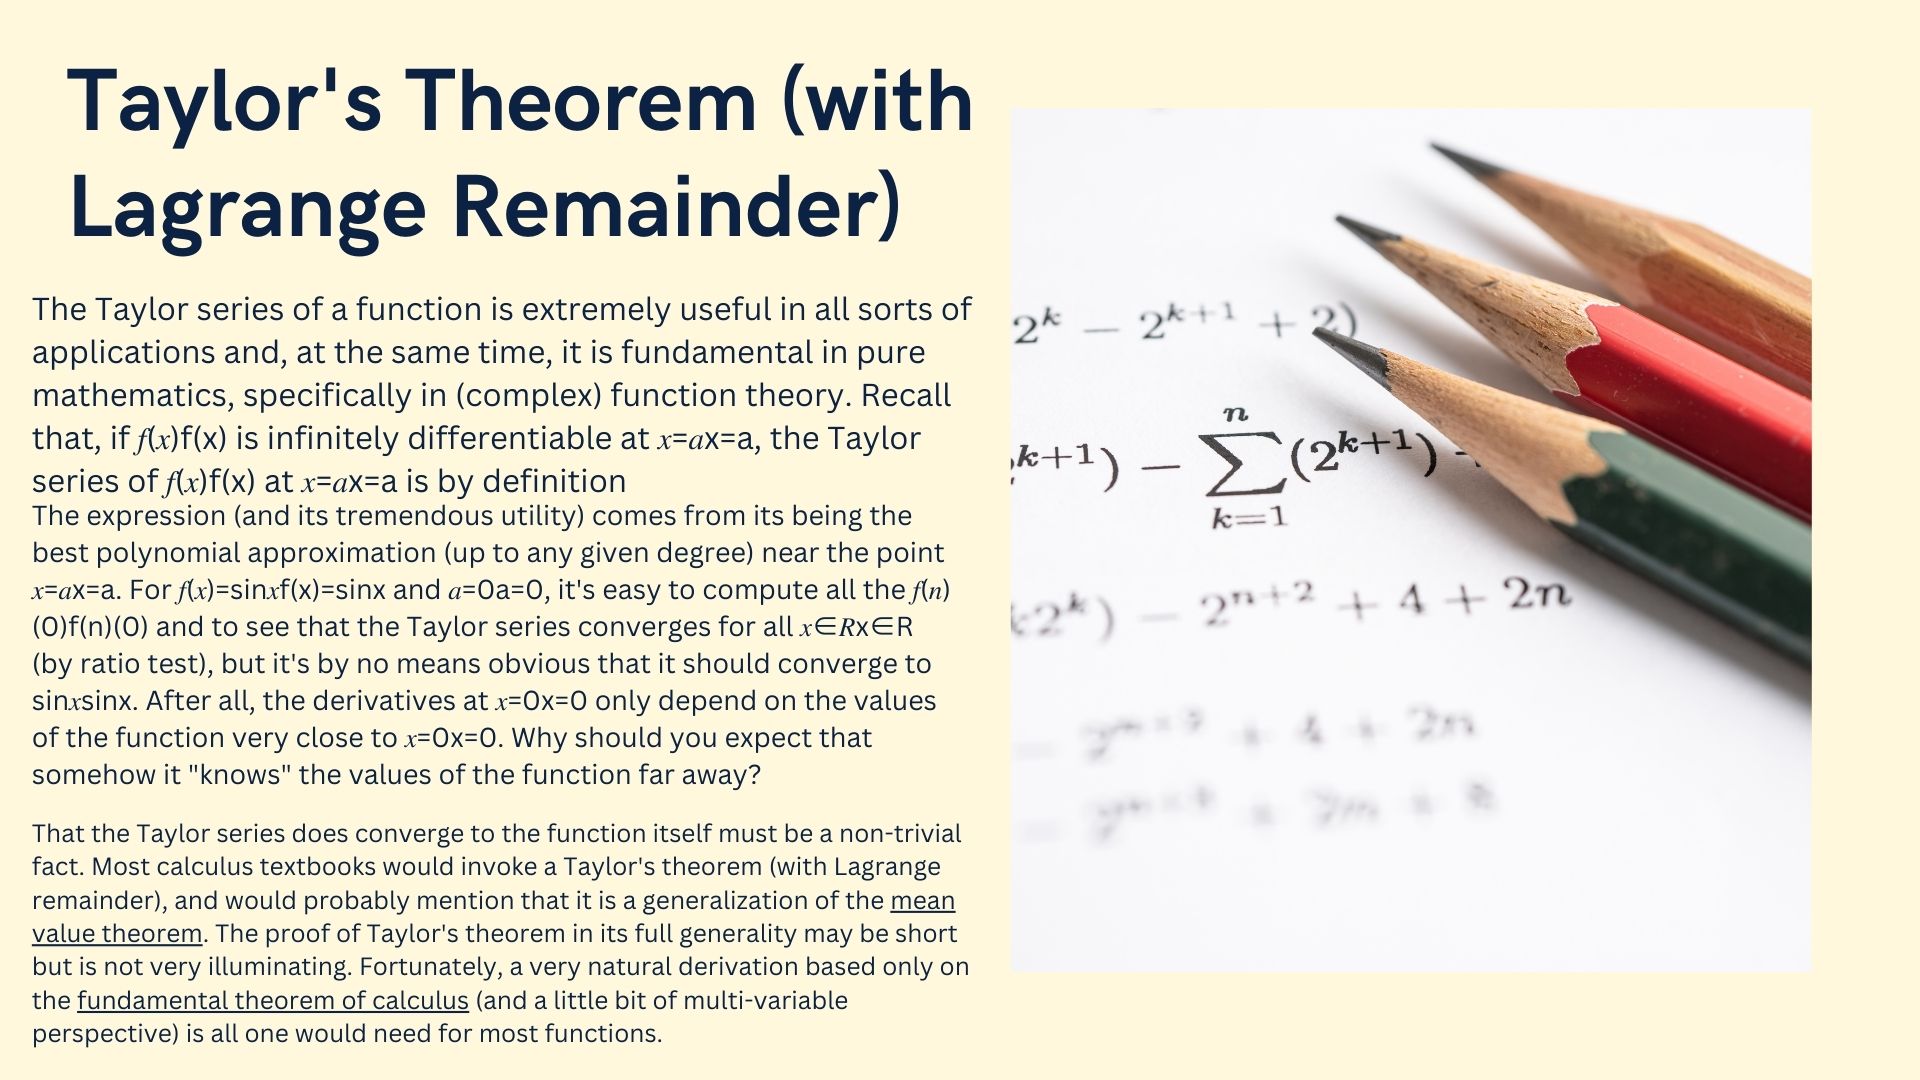 Taylor's Theorem (with
Lagrange Remainder)
The Taylor series of a function is extremely useful in all sorts of
applications and, at the same time, it is fundamental in pure
mathematics, specifically in (complex) function theory. Recall
that, if 𝑓(𝑥)f(x) is infinitely differentiable at 𝑥=𝑎x=a, the Taylor
series of 𝑓(𝑥)f(x) at 𝑥=𝑎x=a is by definition
The expression (and its tremendous utility) comes from its being the
best polynomial approximation (up to any given degree) near the point
𝑥=𝑎x=a. For 𝑓(𝑥)=sin𝑥f(x)=sinx and 𝑎=0a=0, it's easy to compute all the 𝑓(𝑛)
(0)f(n)(0) and to see that the Taylor series converges for all 𝑥∈𝑅x∈R
(by ratio test), but it's by no means obvious that it should converge to
sin𝑥sinx. After all, the derivatives at 𝑥=0x=0 only depend on the values
of the function very close to 𝑥=0x=0. Why should you expect that
somehow it "knows" the values of the function far away?
That the Taylor series does converge to the function itself must be a non-trivial
fact. Most calculus textbooks would invoke a Taylor's theorem (with Lagrange
remainder), and would probably mention that it is a generalization of the mean
value theorem. The proof of Taylor's theorem in its full generality may be short
but is not very illuminating. Fortunately, a very natural derivation based only on
the fundamental theorem of calculus (and a little bit of multi-variable
perspective) is all one would need for most functions.
2^k − 2^{k+1} + 2)
^{k+1}) − ∑_{k=1}^{n} (2^{k+1})
2^k) − 2^{n+2} + 4 + 2n
+ 4 + 2n